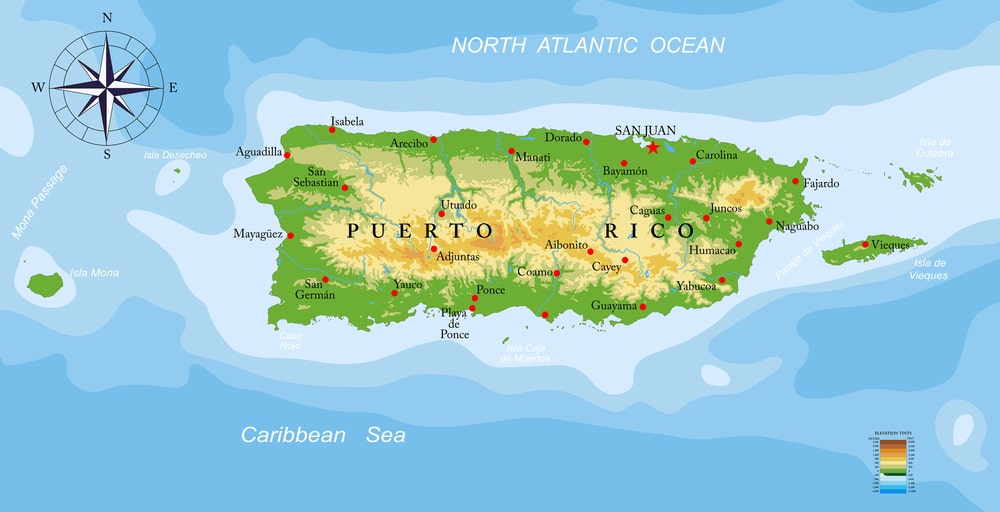 N
W
E
S
NORTH ATLANTIC OCEAN
Mona Passage
Isla Desecheo
Isla Mona
Isabela
Aguadilla
Arecibo
Dorado
SAN JUAN
Manati
Bayamón
Carolina
San
Sebastian
Fajardo
Isla de
Culebra
Utuado
Caguas
Juncos
Naguabo
Mayagüez
PUERTO RICO
Aibonito
Humacao
Pasaje de Vieques
Vieques
Isla de
Vieques
Adjuntas
Coamo
Cayey
San
Germán
Yauco
Ponce
Yabucoa
Playa
de
Ponce
Guayama
Cabo
Rojo
Isla Caja
de Muertos
Caribbean Sea
ELEVATION TINTS